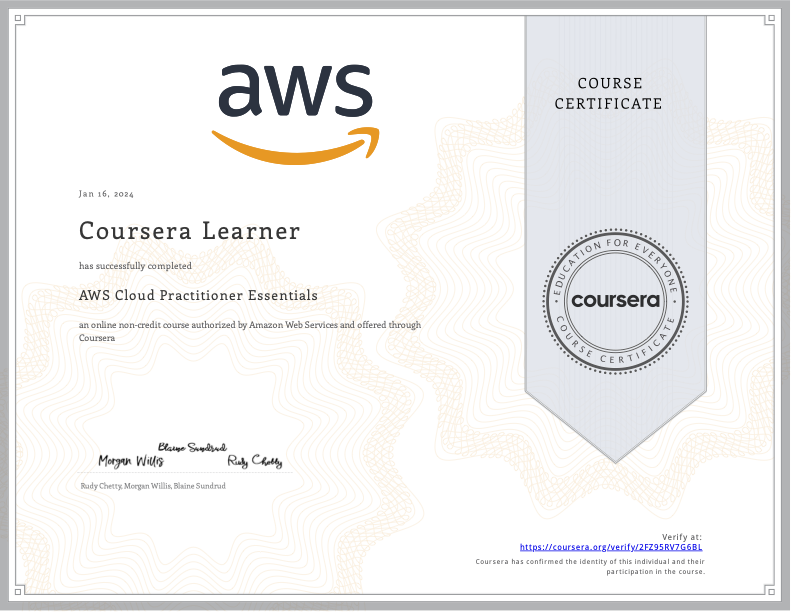 aws
COURSE
CERTIFICATE
Jan 16, 2024
Coursera Learner
has successfully completed
AWS Cloud Practitioner Essentials
an online non-credit course authorized by Amazon Web Services and offered through
Coursera
EDUCATION FOR EVERYONE
coursera
COURSE CERTIFICATE
Blaine Sundrud
Morgan Willis
Rudy Chetty
Rudy Chetty, Morgan Willis, Blaine Sundrud
Verify at:
https://coursera.org/verify/2FZ95RV7G6BL
Coursera has confirmed the identity of this individual and their
participation in the course.